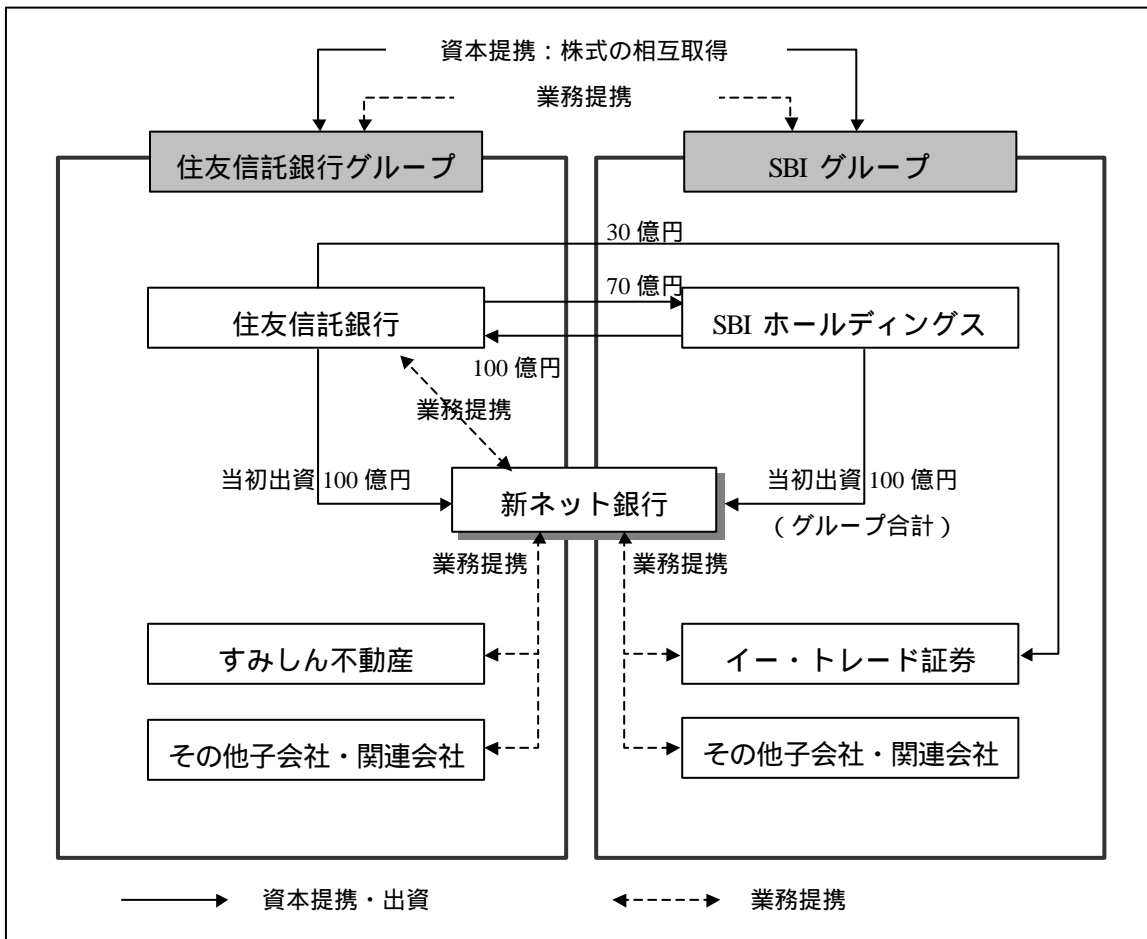 資本提携：株式の相互取得
業務提携
住友信託銀行グループ
SBI グループ
30 億円
70 億円
住友信託銀行
SBI ホールディングス
100 億円
業務提携
当初出資 100 億円
新ネット銀行
当初出資 100 億円
（グループ合計）
業務提携
業務提携
すみしん不動産
イー・トレード証券
その他子会社・関連会社
その他子会社・関連会社
資本提携・出資
業務提携